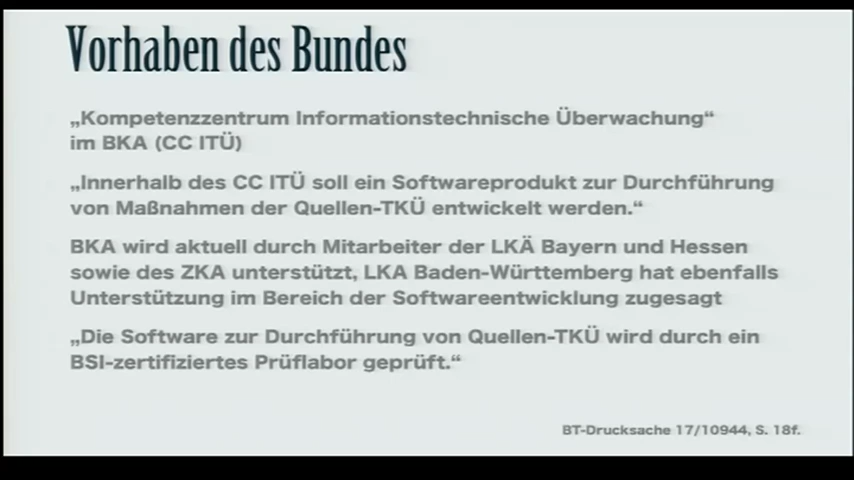 Vorhaben des Bundes
„Kompetenzzentrum Informationstechnische Überwachung“
im BKA (CC ITÜ)
„Innerhalb des CC ITÜ soll ein Softwareprodukt zur Durchführung
von Maßnahmen der Quellen-TKÜ entwickelt werden.“
BKA wird aktuell durch Mitarbeiter der LKÄ Bayern und Hessen
sowie des ZKA unterstützt, LKA Baden-Württemberg hat ebenfalls
Unterstützung im Bereich der Softwareentwicklung zugesagt
„Die Software zur Durchführung von Quellen-TKÜ wird durch ein
BSI-zertifiziertes Prüflabor geprüft.“
BT-Drucksache 17/10944, S. 18f.